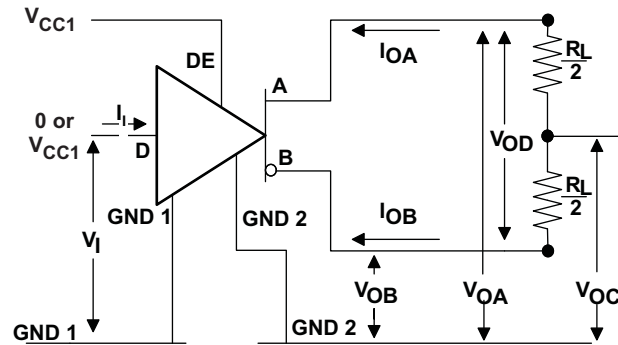 VCC1
DE
A
IOA
RL
2
0 or
VCC1
II
D
B
VOD
RL
2
GND 1
GND 2
IOB
VI
VOB
VOA
VOC
GND 1
GND 2